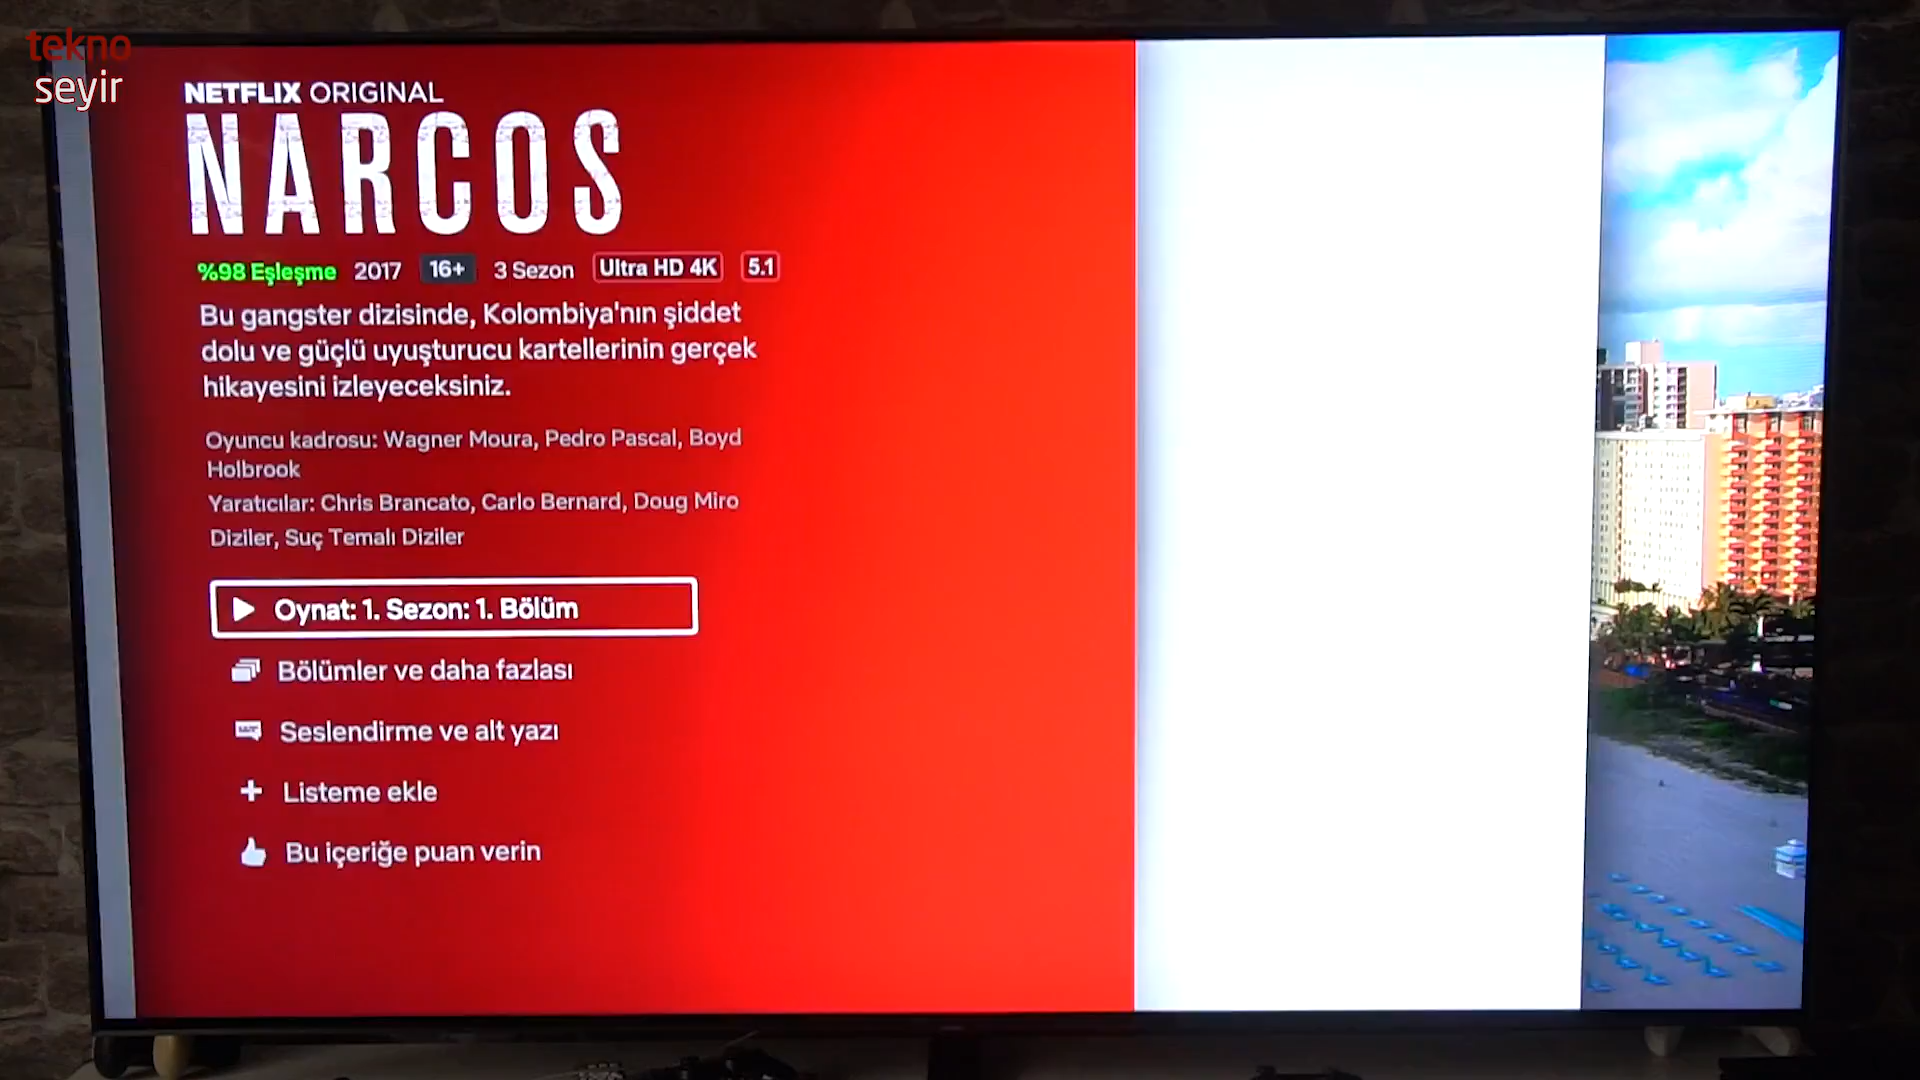 tekno
seyir
NETFLIX ORIGINAL
NARCOS
%98 Eşleşme 2017 16+ 3 Sezon Ultra HD 4K 5.1
Bu gangster dizisinde, Kolombiya'nın şiddet
dolu ve güçlü uyuşturucu kartellerinin gerçek
hikayesini izleyeceksiniz.
Oyuncu kadrosu: Wagner Moura, Pedro Pascal, Boyd
Holbrook
Yaratıcılar: Chris Brancato, Carlo Bernard, Doug Miro
Diziler, Suç Temalı Diziler
Oynat: 1. Sezon: 1. Bölüm
Bölümler ve daha fazlası
Seslendirme ve alt yazı
Listeme ekle
Bu içeriğe puan verin